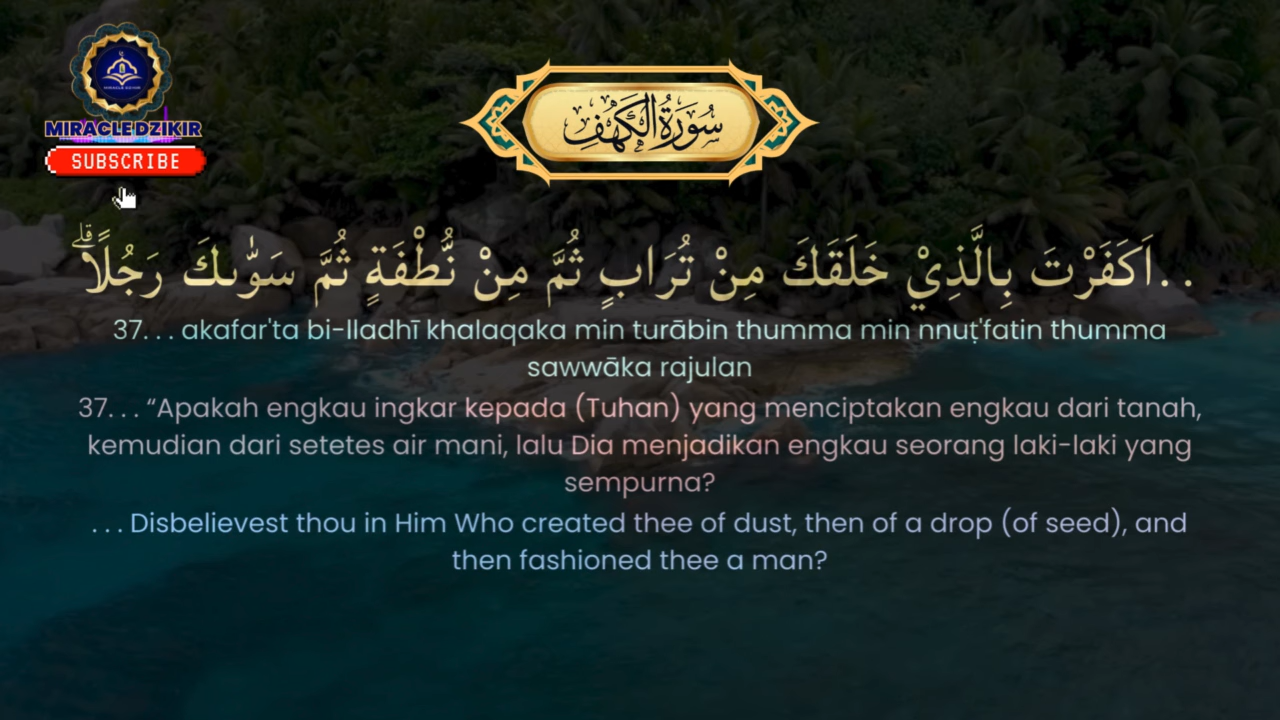 MIRACLE DZIKIR
SUBSCRIBE
سُورَةُ الْكَهْفِ
..اَكَفَرْتَ بِالَّذِيْ خَلَقَكَ مِنْ تُرَابٍ ثُمَّ مِنْ نُّطْفَةٍ ثُمَّ سَوّٰىكَ رَجُلًاۗ
37. . . akafar'ta bi-lladhī khalaqaka min turābin thumma min nnuṭ'fatin thumma
sawwāka rajulan
37. . . “Apakah engkau ingkar kepada (Tuhan) yang menciptakan engkau dari tanah,
kemudian dari setetes air mani, lalu Dia menjadikan engkau seorang laki-laki yang
sempurna?
. . . Disbelievest thou in Him Who created thee of dust, then of a drop (of seed), and
then fashioned thee a man?